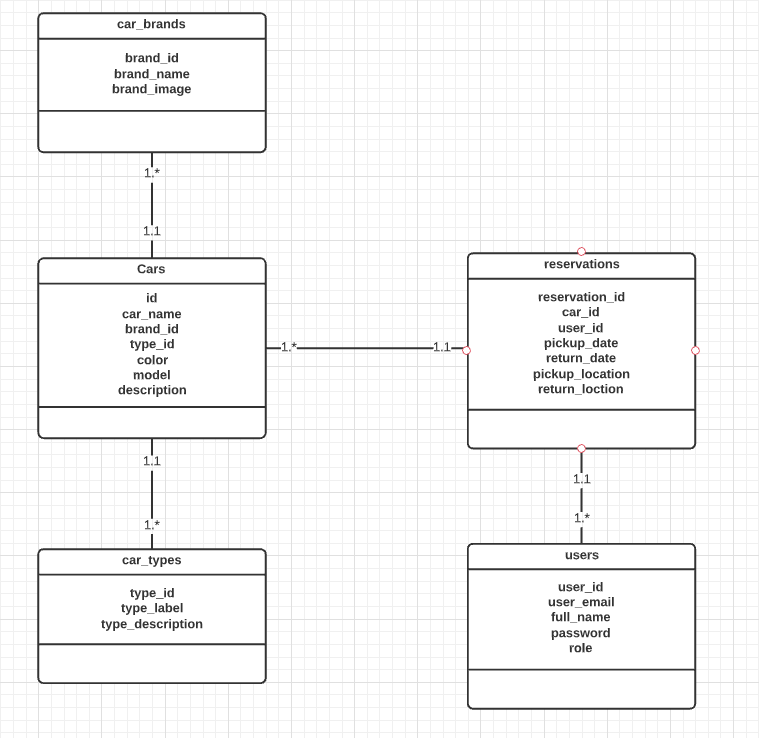 car_brands
brand_id
brand_name
brand_image
1.*
1.1
Cars
id
car_name
brand_id
type_id
color
model
description
1.*
1.1
reservations
reservation_id
car_id
user_id
pickup_date
return_date
pickup_location
return_loction
1.1
1.*
car_types
type_id
type_label
type_description
1.1
1.*
users
user_id
user_email
full_name
password
role